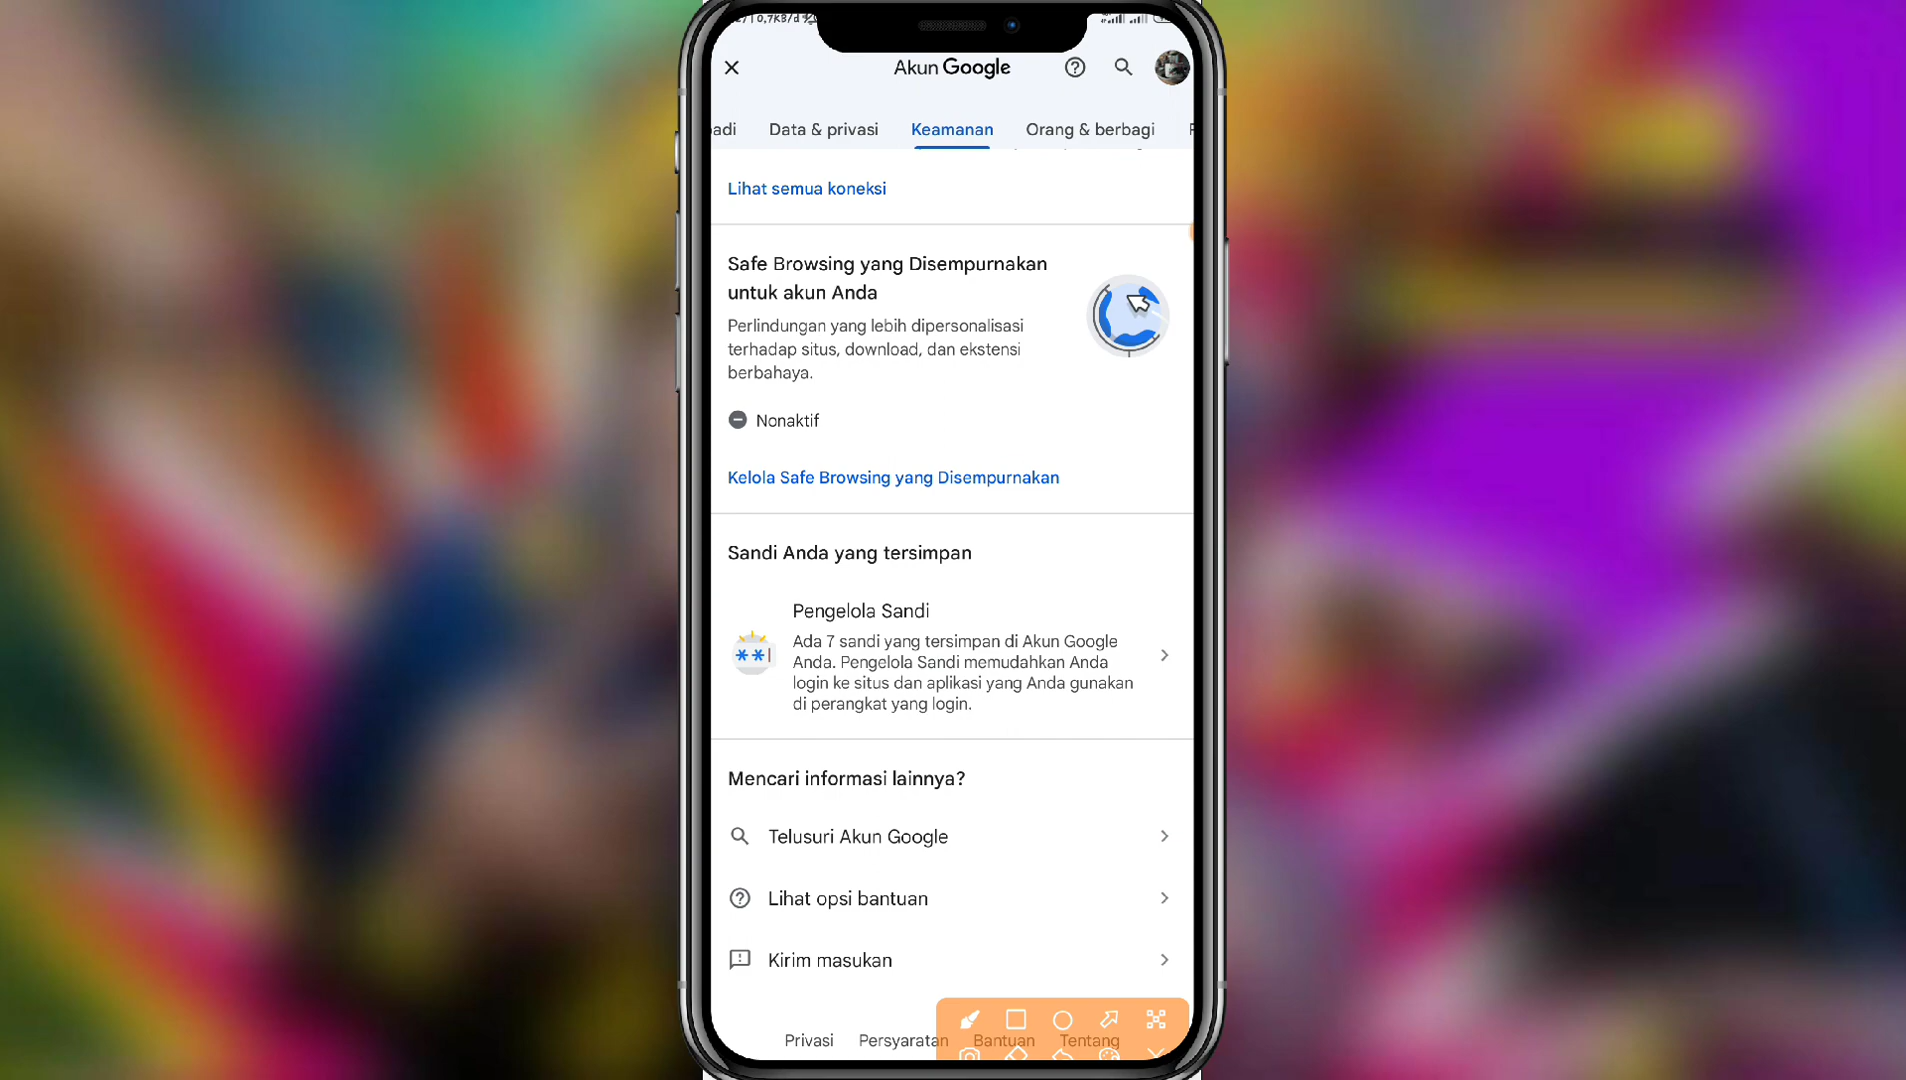 0,7KB/d
Akun Google
adi Data & privasi Keamanan Orang & berbagi
Lihat semua koneksi
Safe Browsing yang Disempurnakan
untuk akun Anda
Perlindungan yang lebih dipersonalisasi
terhadap situs, download, dan ekstensi
berbahaya.
Nonaktif
Kelola Safe Browsing yang Disempurnakan
Sandi Anda yang tersimpan
Pengelola Sandi
Ada 7 sandi yang tersimpan di Akun Google
Anda. Pengelola Sandi memudahkan Anda
login ke situs dan aplikasi yang Anda gunakan
di perangkat yang login.
Mencari informasi lainnya?
Telusuri Akun Google
Lihat opsi bantuan
Kirim masukan
Privasi Persyaratan Bantuan Tentang